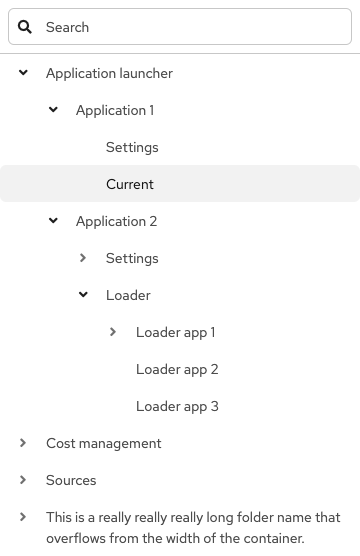 Search
Application launcher
Application 1
Settings
Current
Application 2
Settings
Loader
Loader app 1
Loader app 2
Loader app 3
Cost management
Sources
This is a really really really long folder name that
overflows from the width of the container.